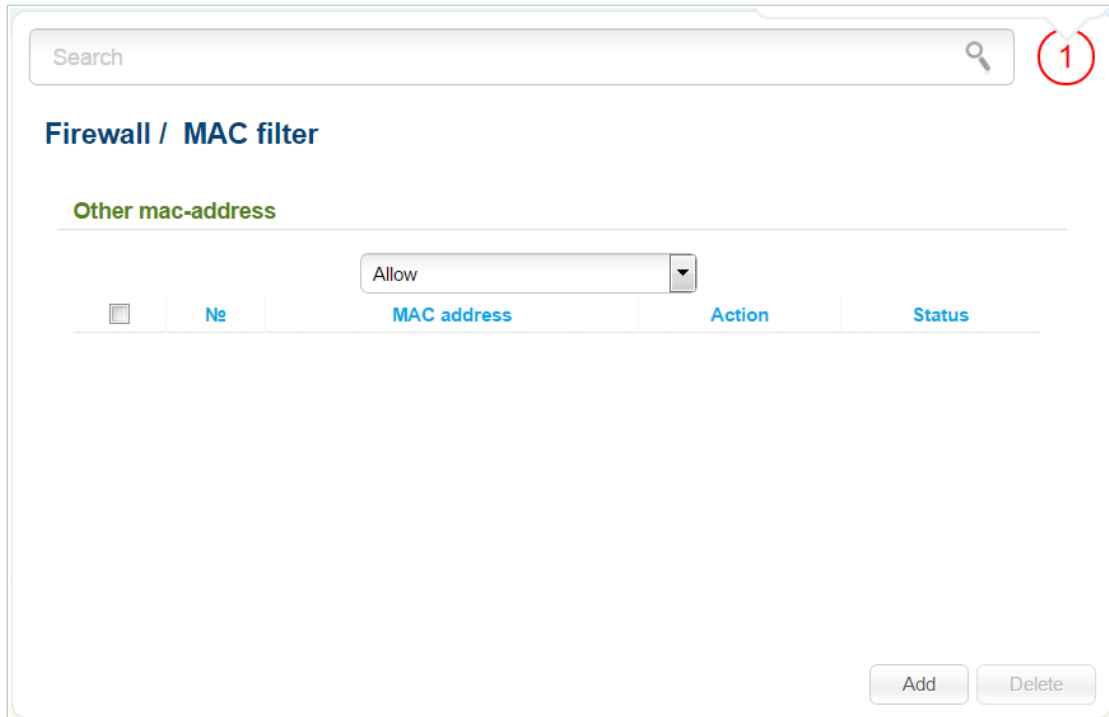 Search
1
Firewall / MAC filter
Other mac-address
Allow
№ MAC address Action Status
Add Delete